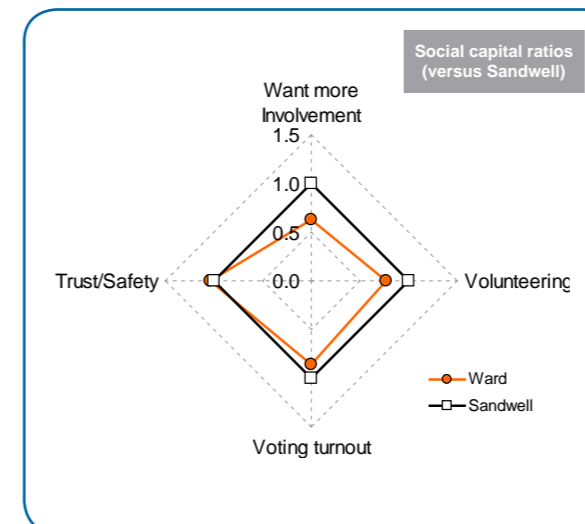 Social capital ratios
(versus Sandwell)
Want more
Involvement
1.5
1.0
0.5
0.0
Trust/Safety
Volunteering
Ward
Sandwell
Voting turnout